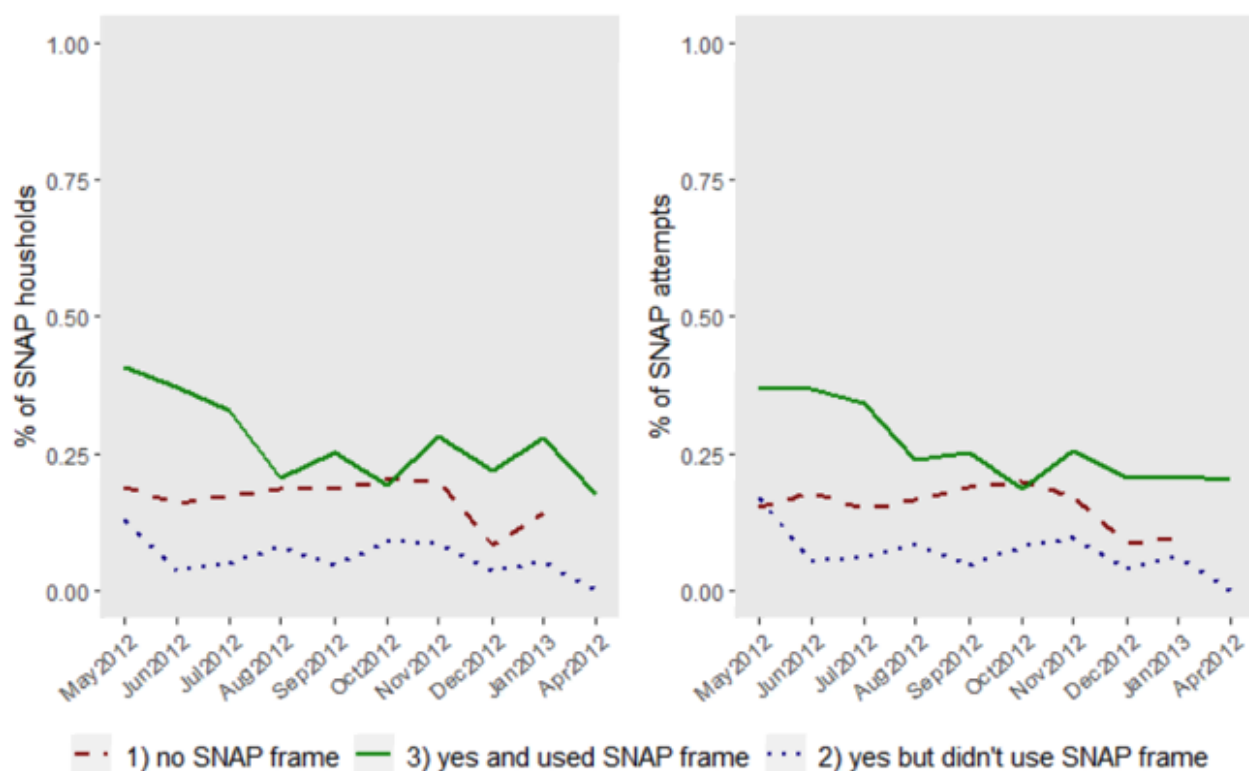 % of SNAP housholds
1.00
0.75
0.50
0.25
0.00
May2012 Jun2012 Jul2012 Aug2012 Sep2012 Oct2012 Nov2012 Dec2012 Jan2013 Apr2012
% of SNAP attempts
1.00
0.75
0.50
0.25
0.00
May2012 Jun2012 Jul2012 Aug2012 Sep2012 Oct2012 Nov2012 Dec2012 Jan2013 Apr2012
1) no SNAP frame 3) yes and used SNAP frame 2) yes but didn't use SNAP frame